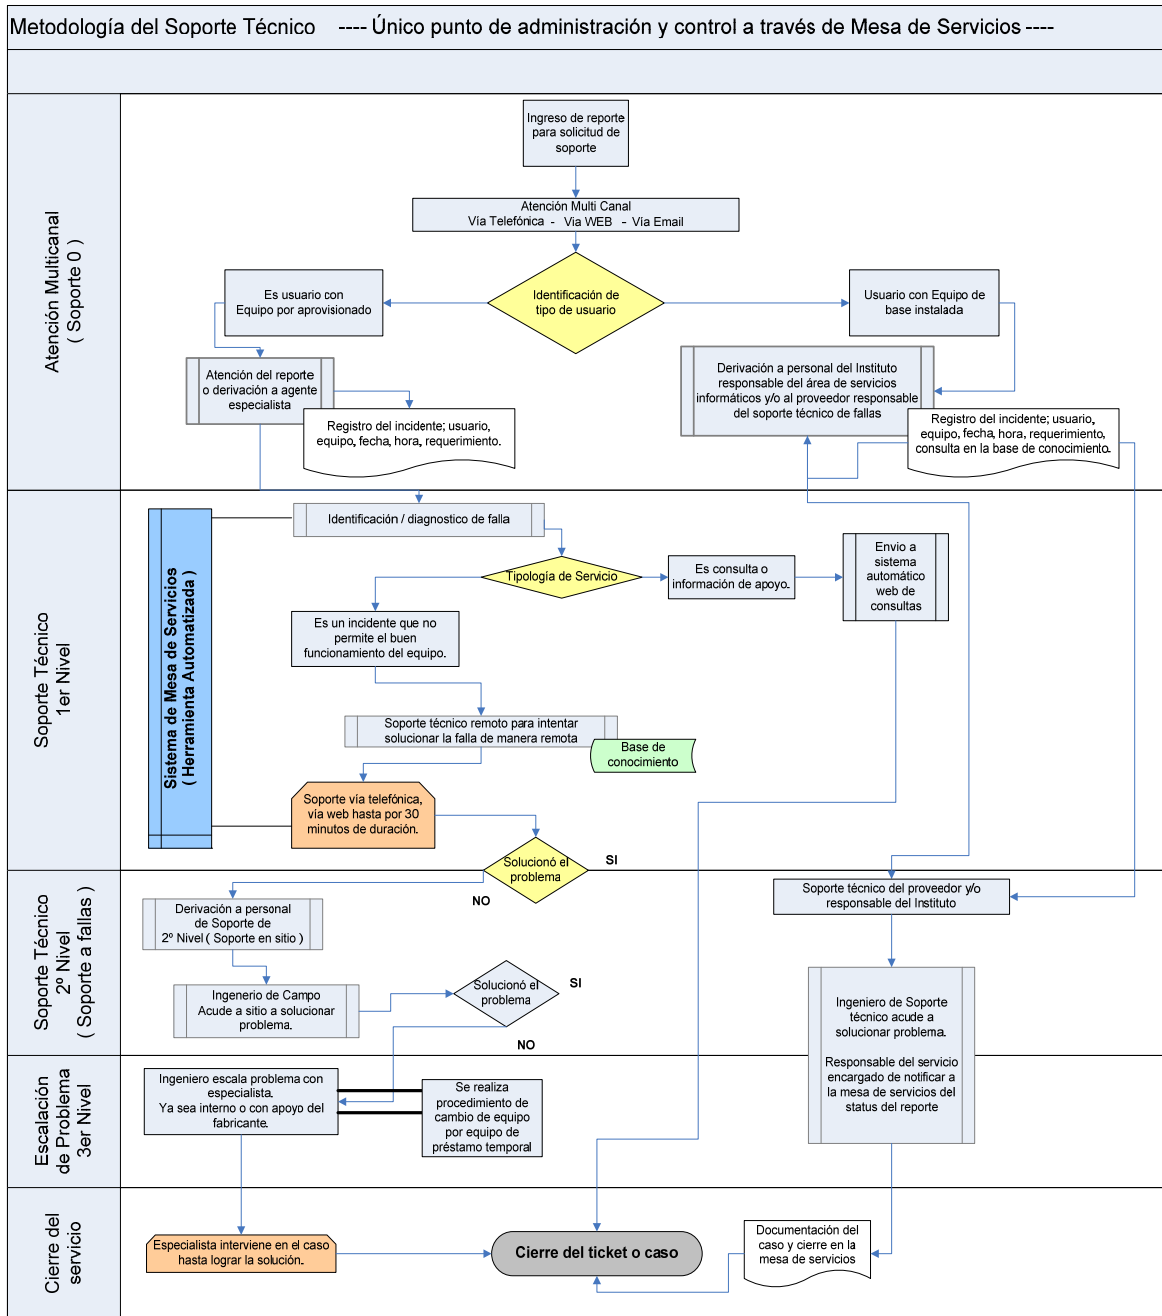 Metodología del Soporte Técnico ---- Único punto de administración y control a través de Mesa de Servicios ----
Atención Multicanal
( Soporte 0 )
Ingreso de reporte
para solicitud de
soporte
Atención Multi Canal
Vía Telefónica - Via WEB - Vía Email
Identificación de
tipo de usuario
Es usuario con
Equipo por aprovisionado
Usuario con Equipo de
base instalada
Atención del reporte
o derivación a agente
especialista
Registro del incidente; usuario,
equipo, fecha, hora, requerimiento.
Derivación a personal del Instituto
responsable del área de servicios
informáticos y/o al proveedor responsable
del soporte técnico de fallas
Registro del incidente; usuario,
equipo, fecha, hora, requerimiento,
consulta en la base de conocimiento.
Soporte Técnico
1er Nivel
Sistema de Mesa de Servicios
( Herramienta Automatizada )
Identificación / diagnostico de falla
Tipología de Servicio
Es consulta o
información de apoyo.
Envio a
sistema
automático
web de
consultas
Es un incidente que no
permite el buen
funcionamiento del equipo.
Soporte técnico remoto para intentar
solucionar la falla de manera remota
Base de
conocimiento
Soporte vía telefónica,
vía web hasta por 30
minutos de duración.
Solucionó el
problema
SI
NO
Soporte Técnico
2º Nivel
( Soporte a fallas )
Derivación a personal
de Soporte de
2º Nivel ( Soporte en sitio )
Ingenerio de Campo
Acude a sitio a solucionar
problema.
Solucionó el
problema
SI
NO
Soporte técnico del proveedor y/o
responsable del Instituto
Ingeniero de Soporte
técnico acude a
solucionar problema.
Responsable del servicio
encargado de notificar a
la mesa de servicios del
status del reporte
Escalación
de Problema
3er Nivel
Ingeniero escala problema con
especialista.
Ya sea interno o con apoyo del
fabricante.
Se realiza
procedimiento de
cambio de equipo
por equipo de
préstamo temporal
Cierre del
servicio
Especialista interviene en el caso
hasta lograr la solución.
Cierre del ticket o caso
Documentación del
caso y cierre en la
mesa de servicios